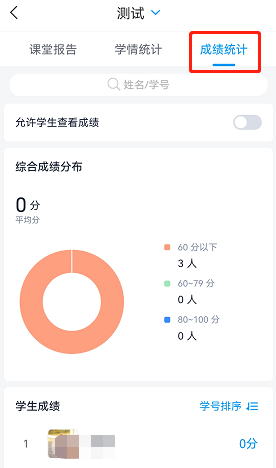 测试
课堂报告 学情统计 成绩统计
姓名/学号
允许学生查看成绩
综合成绩分布
0 分
平均分
60 分以下
3 人
60~79 分
0 人
80~100 分
0 人
学生成绩 学号排序
1 0分